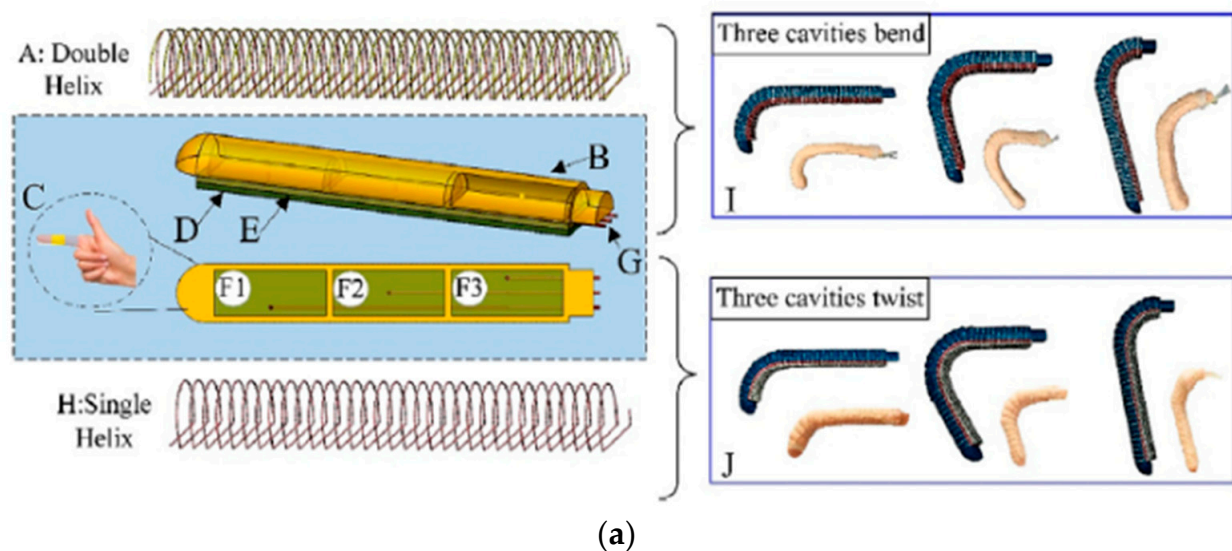 A: Double
Helix
B
C
D
E
G
F1
F2
F3
H:Single
Helix
Three cavities bend
I
Three cavities twist
J
(a)